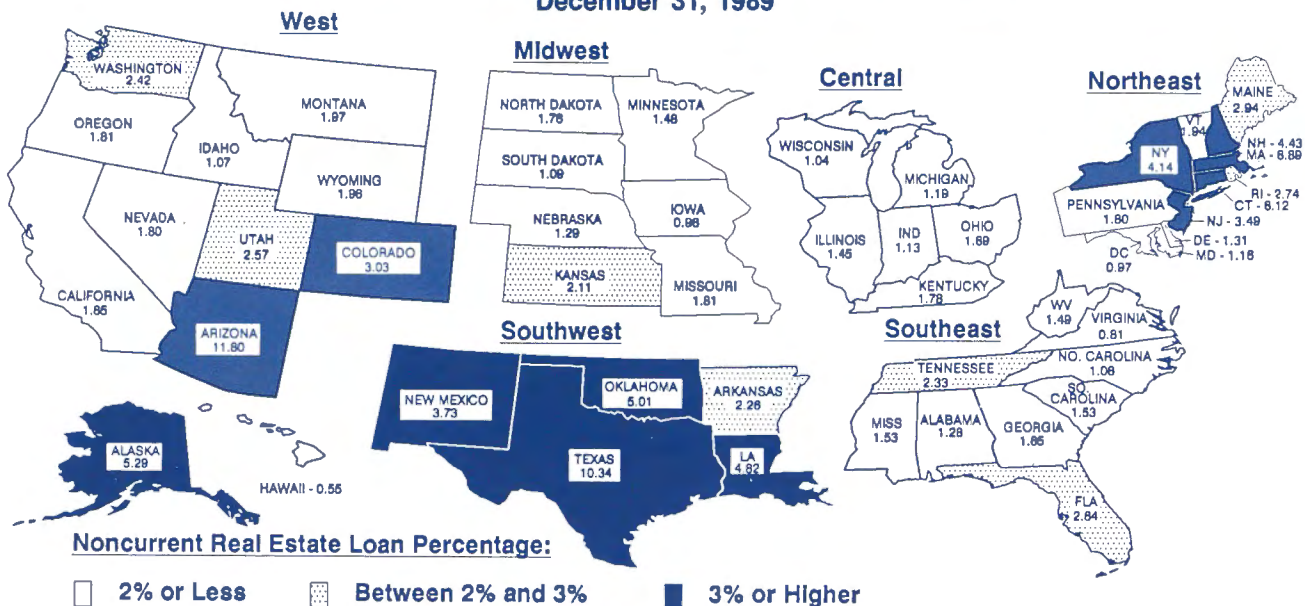 December 31, 1989
West
WASHINGTON
2.42
OREGON
1.81
IDAHO
1.07
MONTANA
1.97
WYOMING
1.96
NEVADA
1.80
UTAH
2.57
COLORADO
3.03
CALIFORNIA
1.85
ARIZONA
11.80
ALASKA
5.29
HAWAII - 0.55
Midwest
NORTH DAKOTA
1.76
MINNESOTA
1.48
SOUTH DAKOTA
1.09
NEBRASKA
1.29
IOWA
0.98
KANSAS
2.11
MISSOURI
1.81
Central
WISCONSIN
1.04
MICHIGAN
1.19
ILLINOIS
1.45
IND
1.13
OHIO
1.69
KENTUCKY
1.78
Northeast
MAINE
2.94
VT
1.94
NH - 4.43
MA - 6.89
NY
4.14
RI - 2.74
CT - 6.12
PENNSYLVANIA
1.80
NJ - 3.49
DE - 1.31
MD - 1.16
DC
0.97
Southwest
NEW MEXICO
3.73
OKLAHOMA
5.01
ARKANSAS
2.26
TEXAS
10.34
LA
4.82
Southeast
WV
1.49
VIRGINIA
0.81
TENNESSEE
2.33
NO. CAROLINA
1.06
SO.
CAROLINA
1.53
MISS
1.53
ALABAMA
1.28
GEORGIA
1.65
FLA
2.84
Noncurrent Real Estate Loan Percentage:
2% or Less
Between 2% and 3%
3% or Higher